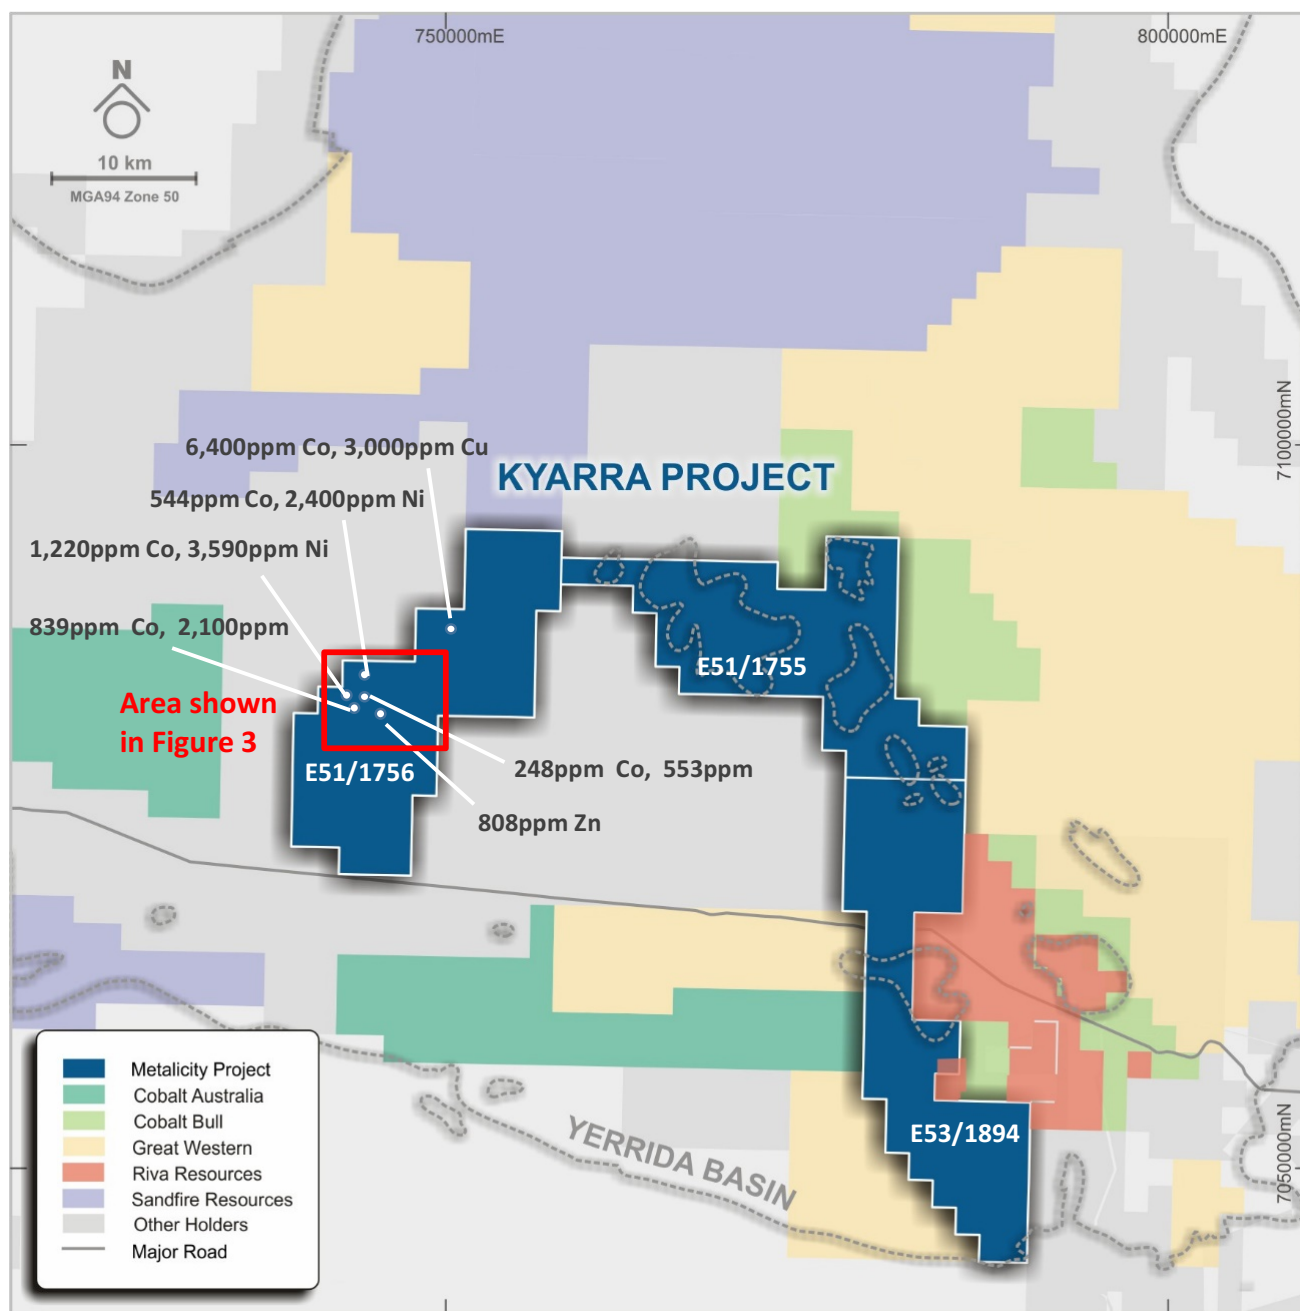 750000mE
800000mE
N
10 km
MGA94 Zone 50
7100000mN
6,400ppm Co, 3,000ppm Cu
KYARRA PROJECT
544ppm Co, 2,400ppm Ni
1,220ppm Co, 3,590ppm Ni
839ppm Co, 2,100ppm
E51/1755
Area shown
in Figure 3
E51/1756
248ppm Co, 553ppm
808ppm Zn
Metalicity Project
Cobalt Australia
Cobalt Bull
Great Western
Riva Resources
Sandfire Resources
Other Holders
Major Road
YERRIDA BASIN
E53/1894
7050000mN